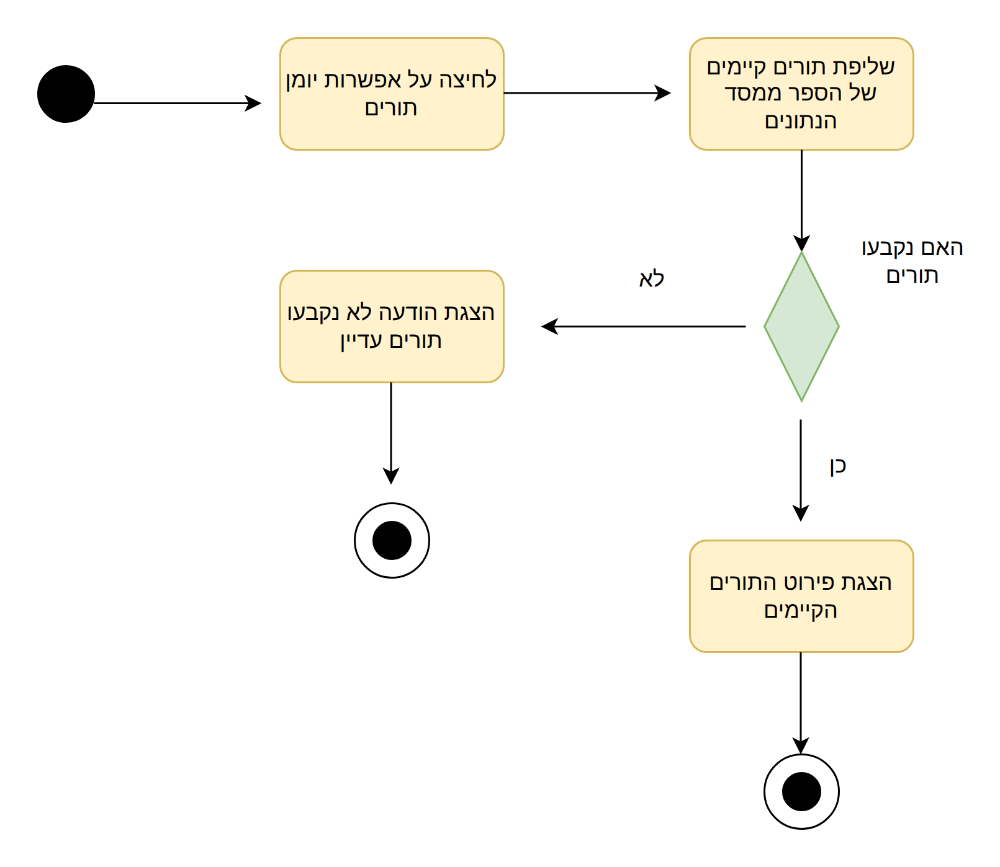 לחיצה על אפשרות יומן
תורים
שליפת תורים קיימים
של הספר ממסד
הנתונים
האם נקבעו
תורים
לא
הצגת הודעה לא נקבעו
תורים עדיין
כן
הצגת פירוט התורים
הקיימים